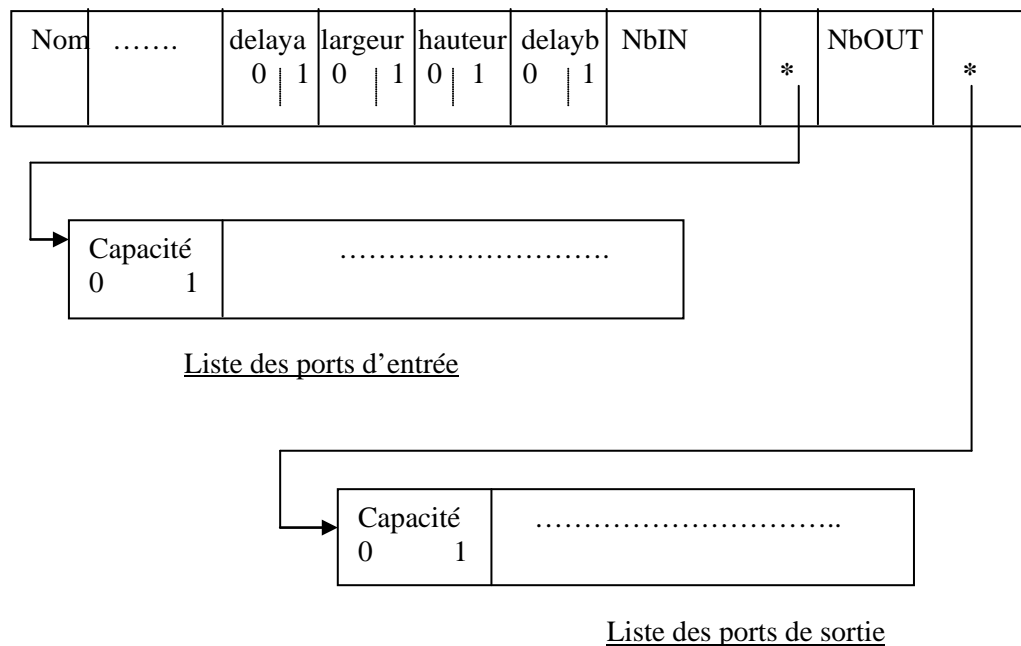 Nom ……. delaya largeur hauteur delayb NbIN NbOUT
0 1 0 1 0 1 0 1 * *
Capacité ……………………….
0 1
Liste des ports d'entrée
Capacité …………………………..
0 1
Liste des ports de sortie